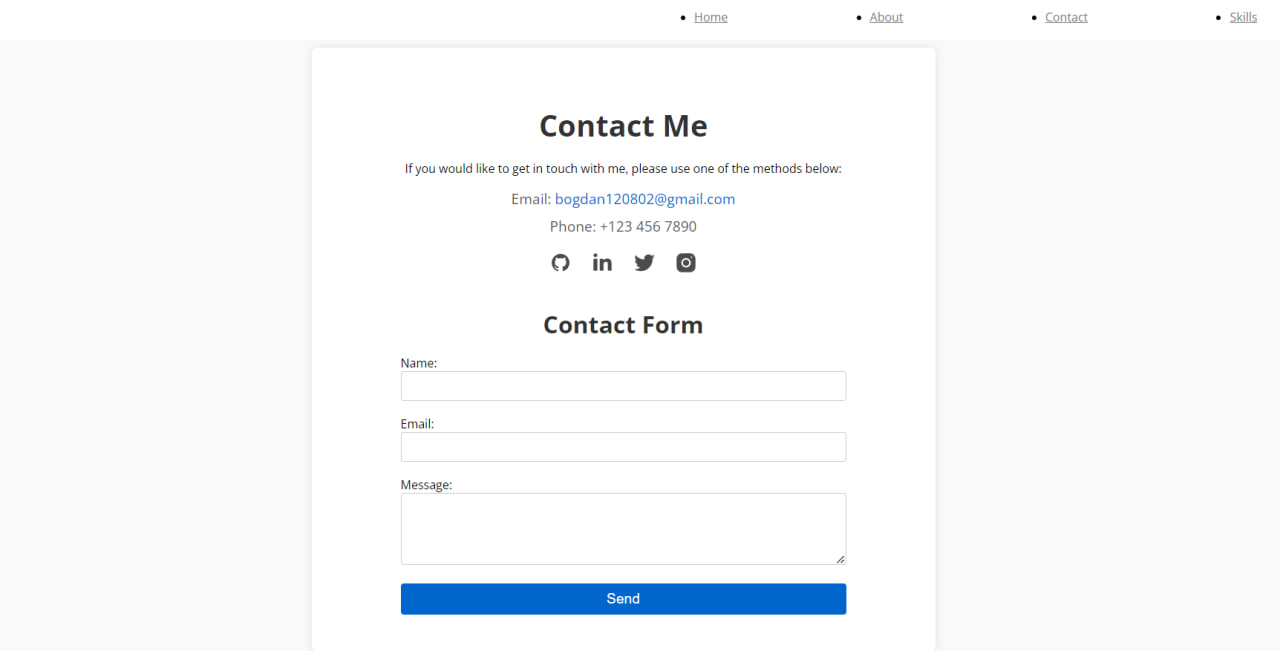 Home About Contact Skills
Contact Me
If you would like to get in touch with me, please use one of the methods below:
Email: bogdan120802@gmail.com
Phone: +123 456 7890
Contact Form
Name:
Email:
Message:
Send